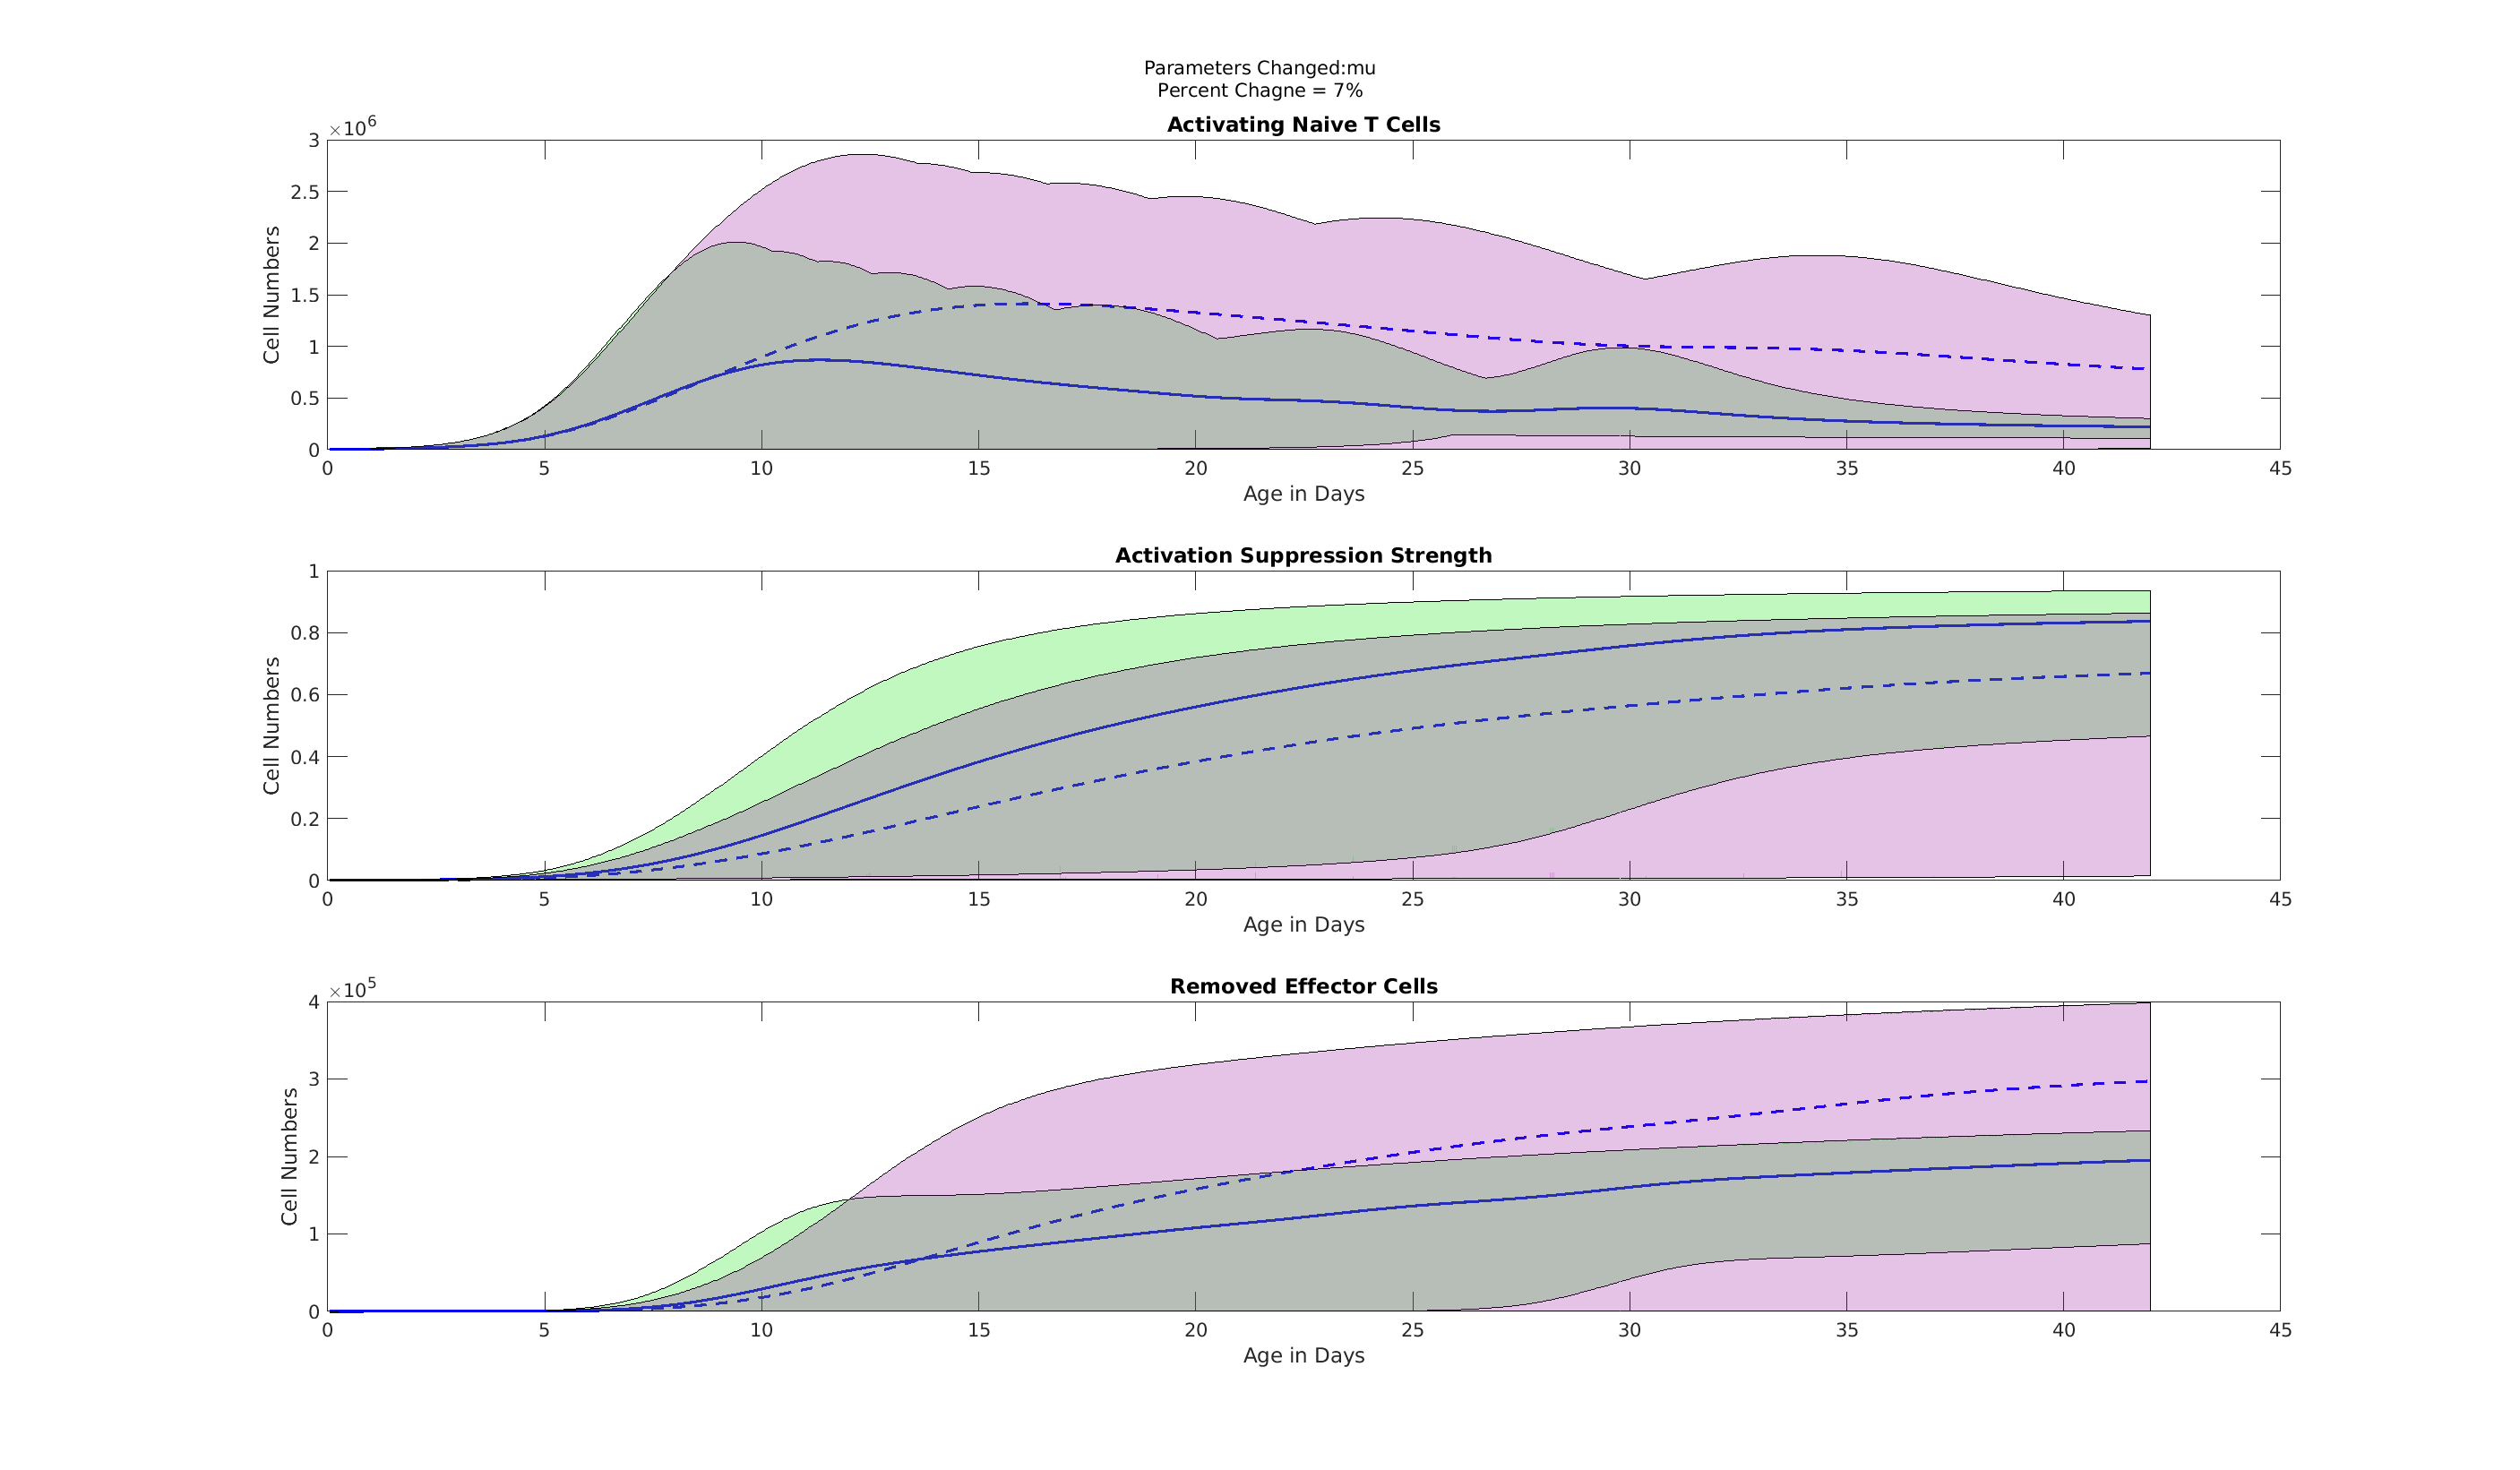 Parameters Changed:mu
Percent Chagne = 7%
Activating Naive T Cells
×10^6
3
2.5
2
1.5
1
0.5
0
Cell Numbers
0 5 10 15 20 25 30 35 40 45
Age in Days
Activation Suppression Strength
1
0.8
0.6
0.4
0.2
0
Cell Numbers
0 5 10 15 20 25 30 35 40 45
Age in Days
Removed Effector Cells
×10^5
4
3
2
1
0
Cell Numbers
0 5 10 15 20 25 30 35 40 45
Age in Days